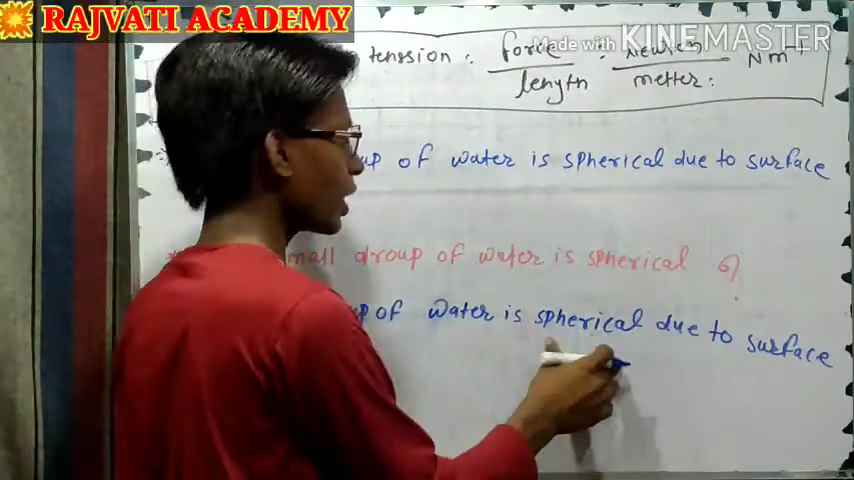 RAJVATI ACADEMY
Made with KINEMASTER
tenssion : force / length : Newton / metter : Nm⁻¹
of water is spherical due to surface
mall droup of water is spherical ?
of water is spherical due to surface